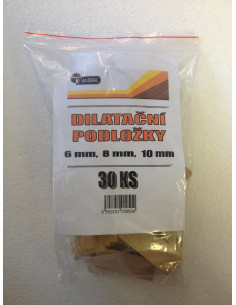 DILATAČNÍ
PODLOŽKY
6 mm, 8 mm, 10 mm
30 KS